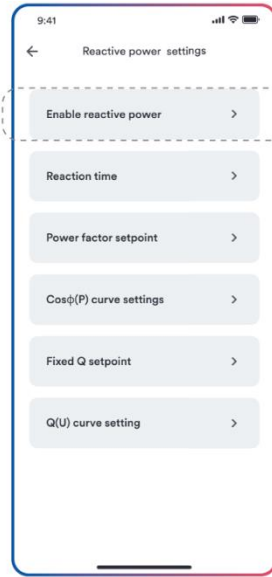 9:41
Reactive power settings
Enable reactive power
Reaction time
Power factor setpoint
Cosϕ(P) curve settings
Fixed Q setpoint
Q(U) curve setting